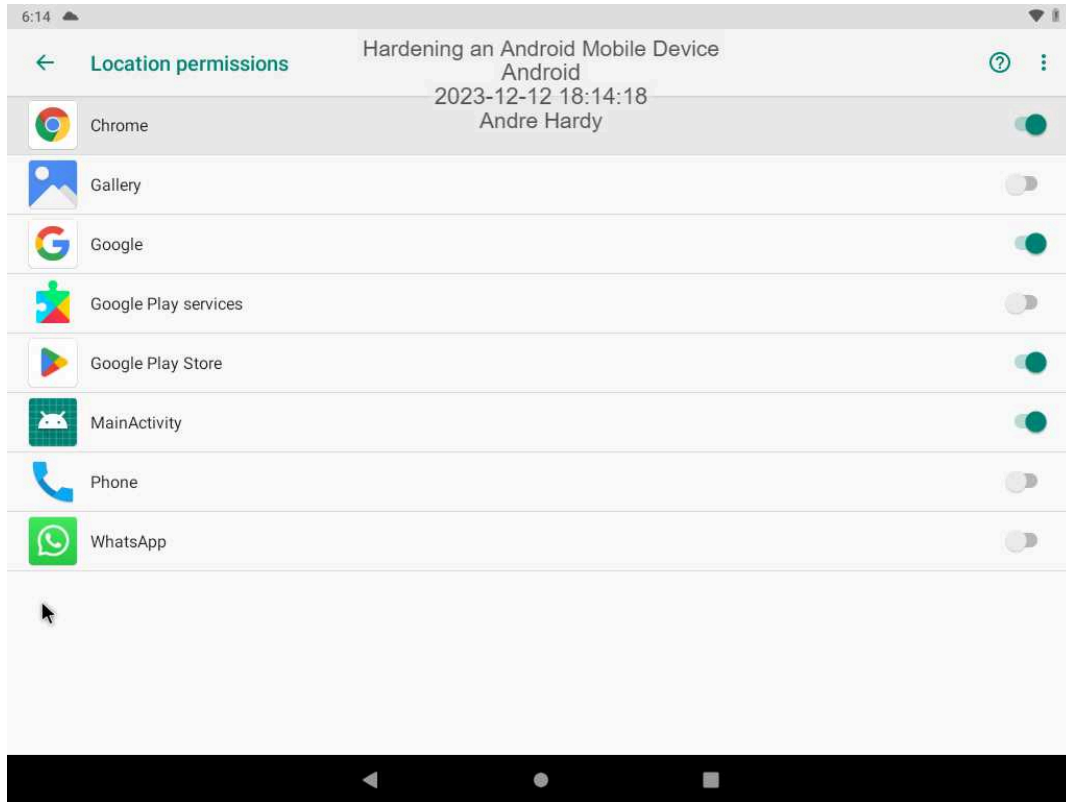 6:14
Location permissions
Hardening an Android Mobile Device
Android
2023-12-12 18:14:18
Andre Hardy
Chrome
Gallery
Google
Google Play services
Google Play Store
MainActivity
Phone
WhatsApp